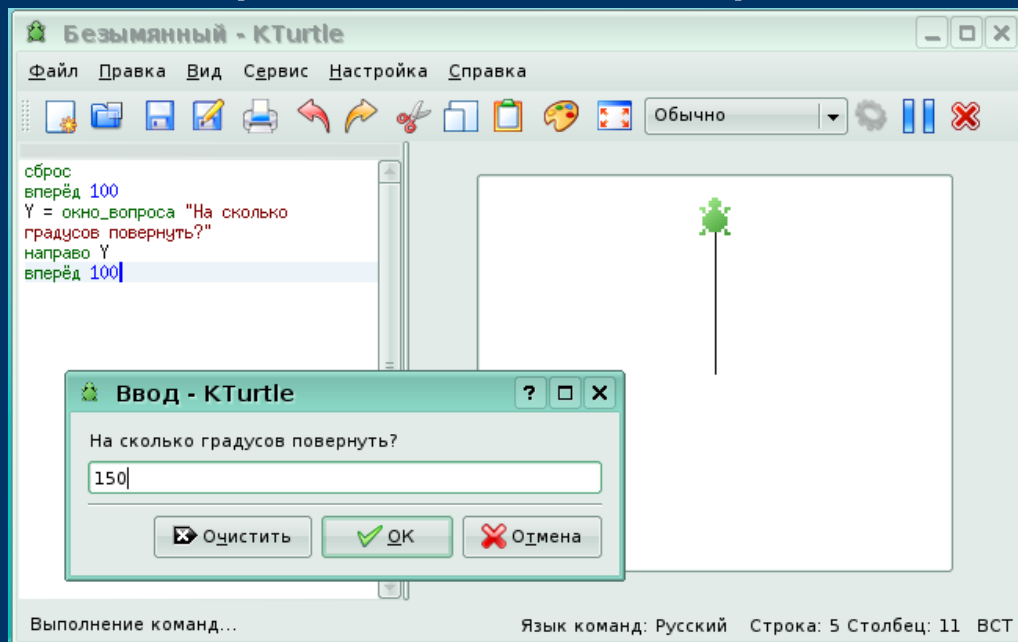 Безымянный - KTurtle
Файл Правка Вид Сервис Настройка Справка
Обычно
сброс
вперёд 100
Y = окно_вопроса "На сколько
градусов повернуть?"
направо Y
вперёд 100
Ввод - KTurtle
На сколько градусов повернуть?
150
Очистить OK Отмена
Выполнение команд... Язык команд: Русский Строка: 5 Столбец: 11 ВСТ